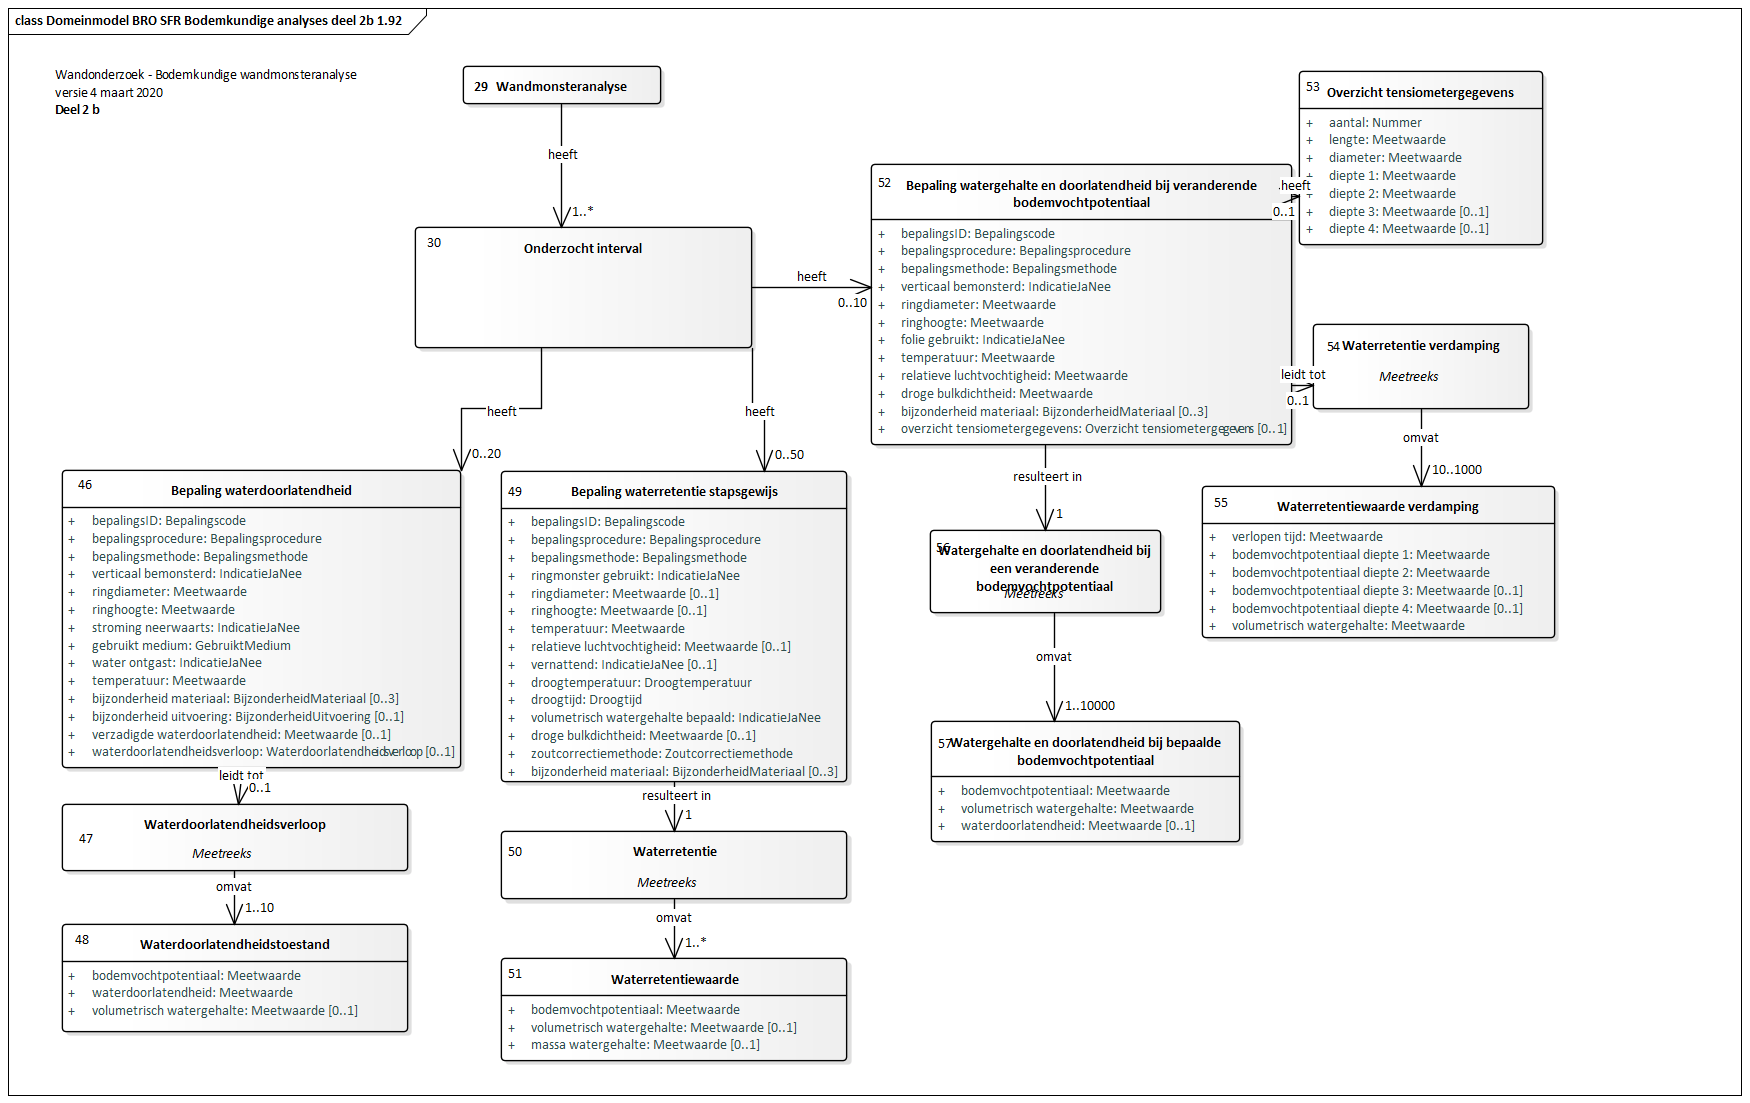 class Domeinmodel BRO SFR Bodemkundige analyses deel 2b 1.92
Wandonderzoek - Bodemkundige wandmonsteranalyse
versie 4 maart 2020
Deel 2 b
29 Wandmonsteranalyse
heeft
1..*
30
Onderzocht interval
heeft
0..10
heeft
0..20
heeft
0..50
52
Bepaling watergehalte en doorlatendheid bij veranderende
bodemvochtpotentiaal
+ bepalingsID: Bepalingscode
+ bepalingsprocedure: Bepalingsprocedure
+ bepalingsmethode: Bepalingsmethode
+ verticaal bemonsterd: IndicatieJaNee
+ ringdiameter: Meetwaarde
+ ringhoogte: Meetwaarde
+ folie gebruikt: IndicatieJaNee
+ temperatuur: Meetwaarde
+ relatieve luchtvochtigheid: Meetwaarde
+ droge bulkdichtheid: Meetwaarde
+ bijzonderheid materiaal: BijzonderheidMateriaal [0..3]
+ overzicht tensiometergegevens: Overzicht tensiometergegevens [0..1]
heeft
0..1
53
Overzicht tensiometergegevens
+ aantal: Nummer
+ lengte: Meetwaarde
+ diameter: Meetwaarde
+ diepte 1: Meetwaarde
+ diepte 2: Meetwaarde
+ diepte 3: Meetwaarde [0..1]
+ diepte 4: Meetwaarde [0..1]
leidt tot
0..1
54 Waterretentie verdamping
Meetreeks
omvat
10..1000
55
Waterretentiewaarde verdamping
+ verlopen tijd: Meetwaarde
+ bodemvochtpotentiaal diepte 1: Meetwaarde
+ bodemvochtpotentiaal diepte 2: Meetwaarde
+ bodemvochtpotentiaal diepte 3: Meetwaarde [0..1]
+ bodemvochtpotentiaal diepte 4: Meetwaarde [0..1]
+ volumetrisch watergehalte: Meetwaarde
resulteert in
1
56
Watergehalte en doorlatendheid bij
een veranderende
bodemvochtpotentiaal
Meetreeks
omvat
1..10000
57
Watergehalte en doorlatendheid bij bepaalde
bodemvochtpotentiaal
+ bodemvochtpotentiaal: Meetwaarde
+ volumetrisch watergehalte: Meetwaarde
+ waterdoorlatendheid: Meetwaarde [0..1]
46
Bepaling waterdoorlatendheid
+ bepalingsID: Bepalingscode
+ bepalingsprocedure: Bepalingsprocedure
+ bepalingsmethode: Bepalingsmethode
+ verticaal bemonsterd: IndicatieJaNee
+ ringdiameter: Meetwaarde
+ ringhoogte: Meetwaarde
+ stroming neerwaarts: IndicatieJaNee
+ gebruikt medium: GebruiktMedium
+ water ontgast: IndicatieJaNee
+ temperatuur: Meetwaarde
+ bijzonderheid materiaal: BijzonderheidMateriaal [0..3]
+ bijzonderheid uitvoering: BijzonderheidUitvoering [0..1]
+ verzadigde waterdoorlatendheid: Meetwaarde [0..1]
+ waterdoorlatendheidsverloop: Waterdoorlatendheidsverloop [0..1]
leidt tot
0..1
47
Waterdoorlatendheidsverloop
Meetreeks
omvat
1..10
48
Waterdoorlatendheidstoestand
+ bodemvochtpotentiaal: Meetwaarde
+ waterdoorlatendheid: Meetwaarde
+ volumetrisch watergehalte: Meetwaarde [0..1]
49
Bepaling waterretentie stapsgewijs
+ bepalingsID: Bepalingscode
+ bepalingsprocedure: Bepalingsprocedure
+ bepalingsmethode: Bepalingsmethode
+ ringmonster gebruikt: IndicatieJaNee
+ ringdiameter: Meetwaarde [0..1]
+ ringhoogte: Meetwaarde [0..1]
+ temperatuur: Meetwaarde
+ relatieve luchtvochtigheid: Meetwaarde [0..1]
+ vernattend: IndicatieJaNee [0..1]
+ droogtemperatuur: Droogtemperatuur
+ droogtijd: Droogtijd
+ volumetrisch watergehalte bepaald: IndicatieJaNee
+ droge bulkdichtheid: Meetwaarde [0..1]
+ zoutcorrectiemethode: Zoutcorrectiemethode
+ bijzonderheid materiaal: BijzonderheidMateriaal [0..3]
resulteert in
1
50
Waterretentie
Meetreeks
omvat
1..*
51
Waterretentiewaarde
+ bodemvochtpotentiaal: Meetwaarde
+ volumetrisch watergehalte: Meetwaarde [0..1]
+ massa watergehalte: Meetwaarde [0..1]